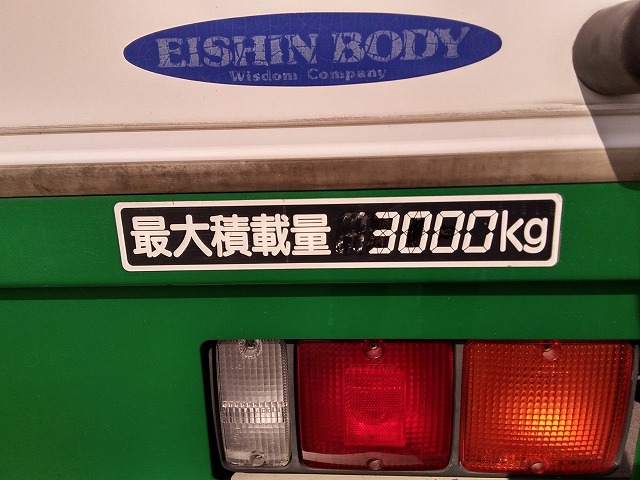 EISHIN BODY
Wisdom Company
最大積載量 3000kg